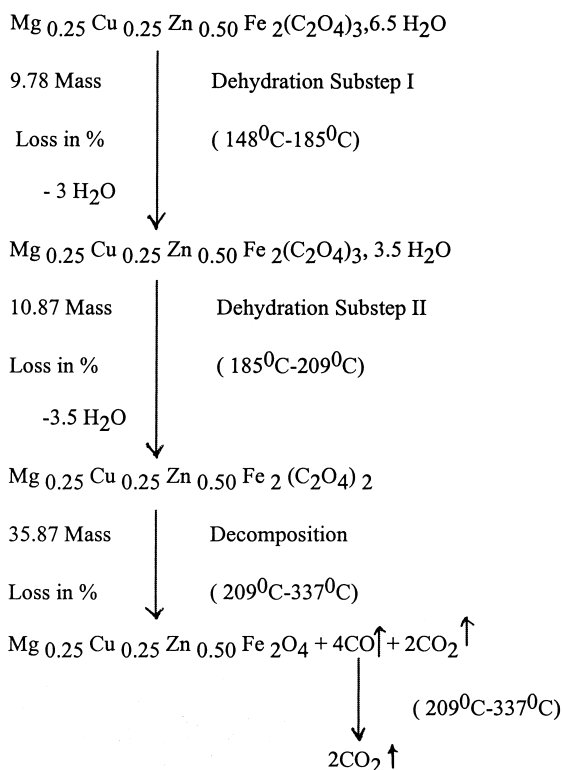 Mg 0.25 Cu 0.25 Zn 0.50 Fe 2(C2O4)3,6.5 H2O
9.78 Mass Dehydration Substep I
Loss in % ( 148⁰C-185⁰C)
- 3 H2O
Mg 0.25 Cu 0.25 Zn 0.50 Fe 2(C2O4)3, 3.5 H2O
10.87 Mass Dehydration Substep II
Loss in % ( 185⁰C-209⁰C)
-3.5 H2O
Mg 0.25 Cu 0.25 Zn 0.50 Fe 2 (C2O4) 2
35.87 Mass Decomposition
Loss in % ( 209⁰C-337⁰C)
Mg 0.25 Cu 0.25 Zn 0.50 Fe 2O4 + 4CO↑ + 2CO2↑
( 209⁰C-337⁰C)
2CO2↑